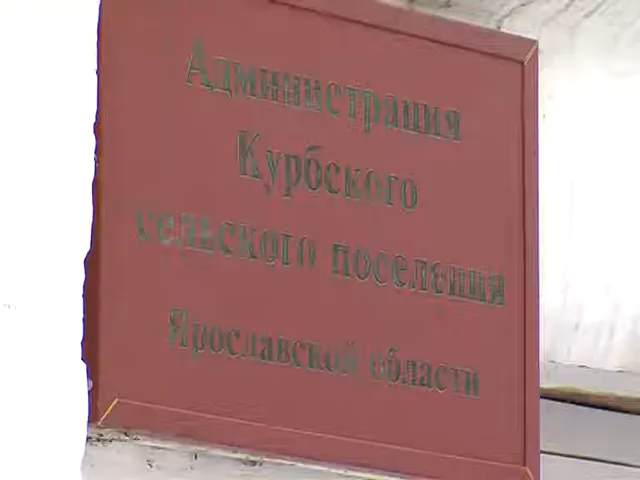 Администрация
Курбского
сельского поселения
Ярославской области